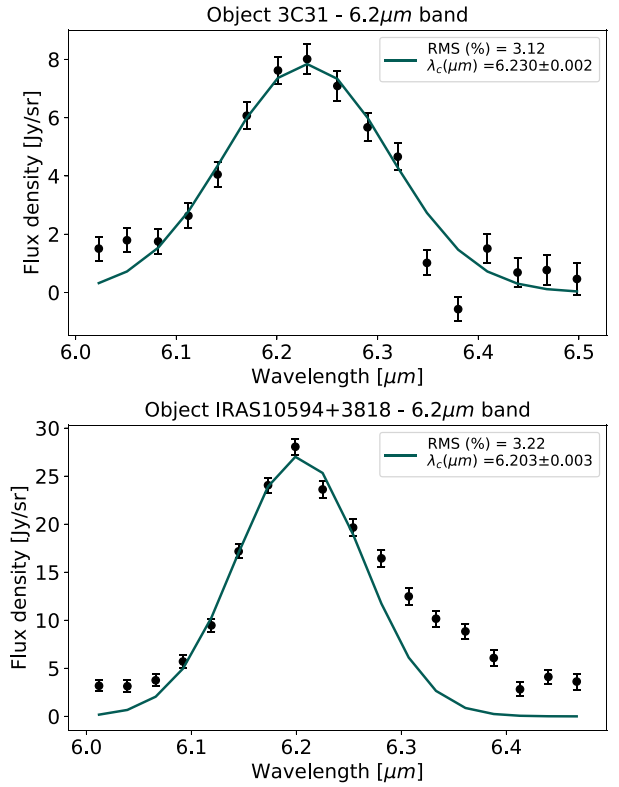 Object 3C31 - 6.2μm band
RMS (%) = 3.12
λc(μm) =6.230±0.002
Flux density [Jy/sr]
8
6
4
2
0
6.0 6.1 6.2 6.3 6.4 6.5
Wavelength [μm]
Object IRAS10594+3818 - 6.2μm band
RMS (%) = 3.22
λc(μm) =6.203±0.003
Flux density [Jy/sr]
30
25
20
15
10
5
0
6.0 6.1 6.2 6.3 6.4
Wavelength [μm]